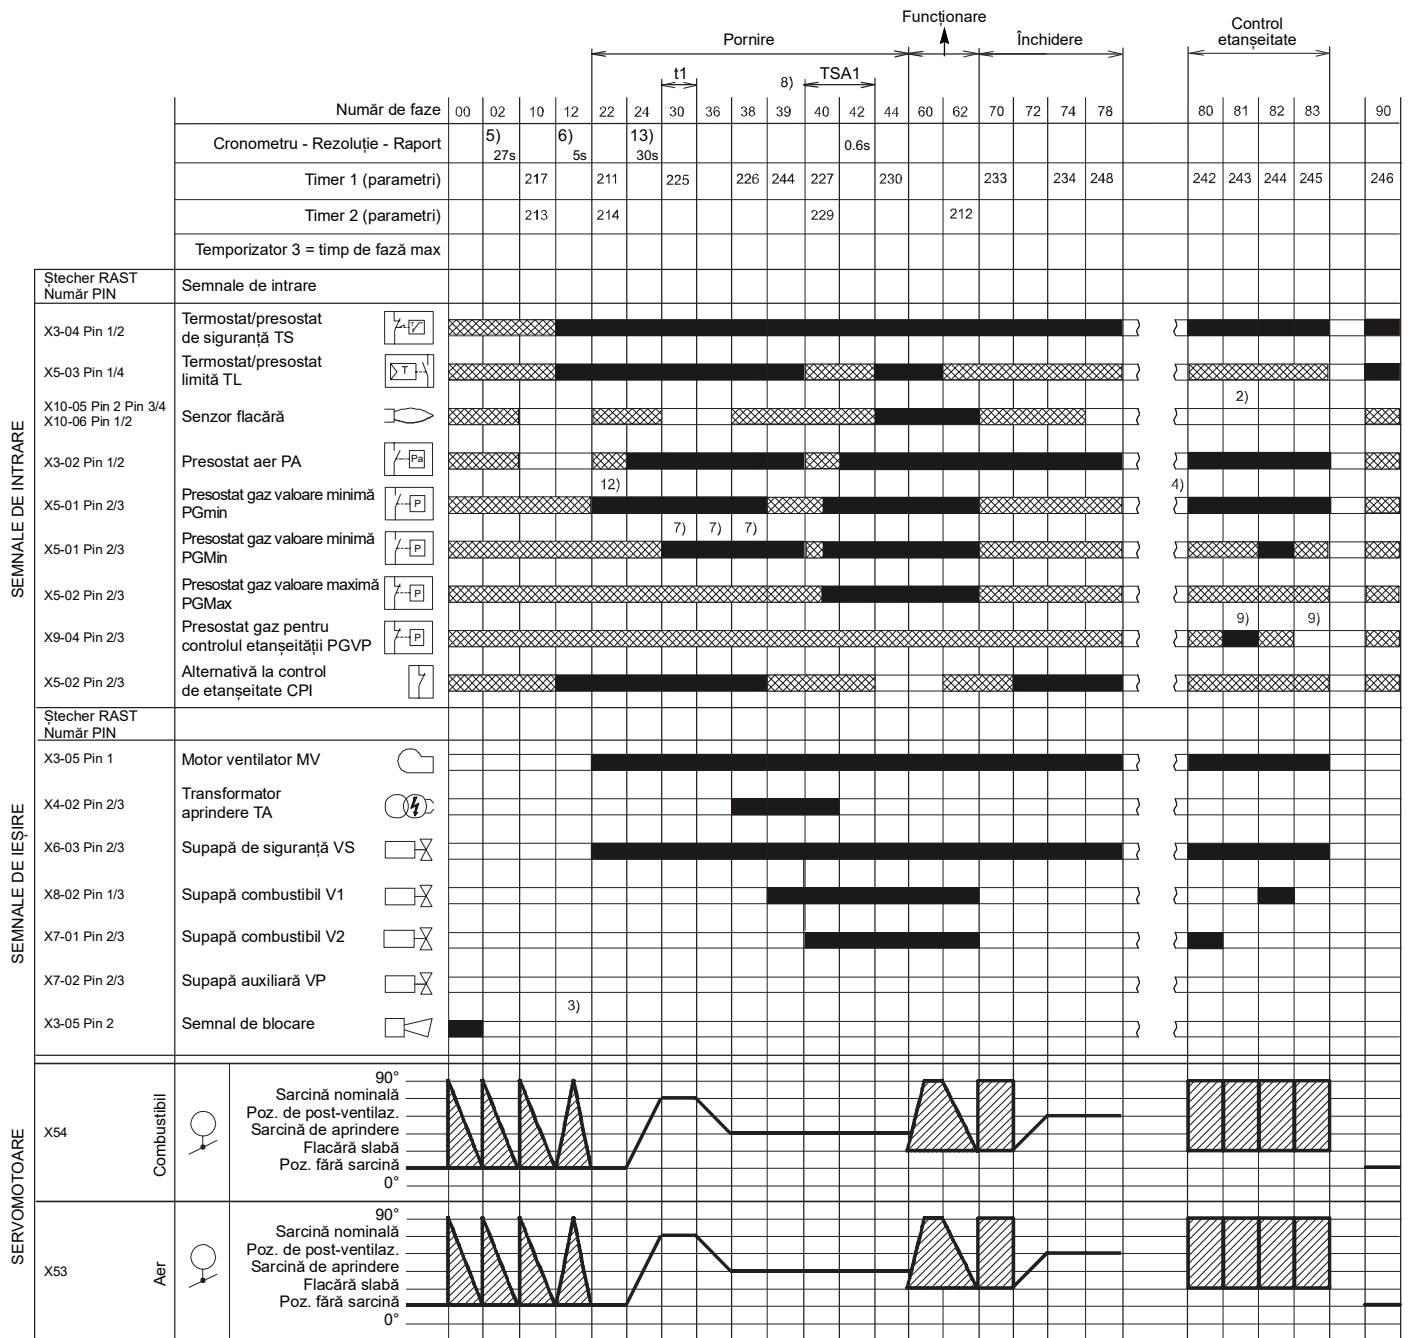 Funcționare
Pornire
Închidere
Control
etanșeitate
t1
8)
TSA1
Număr de faze 00 02 10 12 22 24 30 36 38 39 40 42 44 60 62 70 72 74 78 80 81 82 83 90
Cronometru - Rezoluție - Raport 5) 27s 6) 5s 13) 30s 0.6s
Timer 1 (parametri) 217 211 225 226 244 227 230 233 234 248 242 243 244 245 246
Timer 2 (parametri) 213 214 229 212
Temporizator 3 = timp de fază max
SEMNALE DE INTRARE
Ștecher RAST
Număr PIN
Semnale de intrare
X3-04 Pin 1/2
Termostat/presostat
de siguranță TS
X5-03 Pin 1/4
Termostat/presostat
limită TL
T
2)
X10-05 Pin 2 Pin 3/4
X10-06 Pin 1/2
Senzor flacără
X3-02 Pin 1/2
Presostat aer PA
Pa
12)
4)
X5-01 Pin 2/3
Presostat gaz valoare minimă
PGmin
P
7) 7) 7)
X5-01 Pin 2/3
Presostat gaz valoare minimă
PGMin
P
X5-02 Pin 2/3
Presostat gaz valoare maximă
PGMax
P
9) 9)
X9-04 Pin 2/3
Presostat gaz pentru
controlul etanșeității PGVP
P
X5-02 Pin 2/3
Alternativă la control
de etanșeitate CPI
SEMNALE DE IEȘIRE
Ștecher RAST
Număr PIN
X3-05 Pin 1
Motor ventilator MV
X4-02 Pin 2/3
Transformator
aprindere TA
X6-03 Pin 2/3
Supapă de siguranță VS
X8-02 Pin 1/3
Supapă combustibil V1
X7-01 Pin 2/3
Supapă combustibil V2
X7-02 Pin 2/3
Supapă auxiliară VP
3)
X3-05 Pin 2
Semnal de blocare
SERVOMOTOARE
X54
Combustibil
90°
Sarcină nominală
Poz. de post-ventilaz.
Sarcină de aprindere
Flacără slabă
Poz. fără sarcină
0°
X53
Aer
90°
Sarcină nominală
Poz. de post-ventilaz.
Sarcină de aprindere
Flacără slabă
Poz. fără sarcină
0°